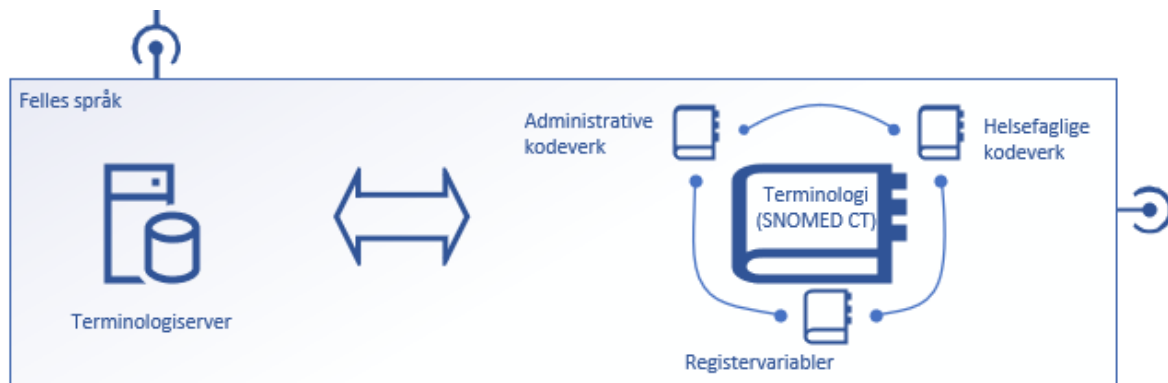 Felles språk
Administrative
kodeverk
Helsefaglige
kodeverk
Terminologi
(SNOMED CT)
Terminologiserver
Registervariabler